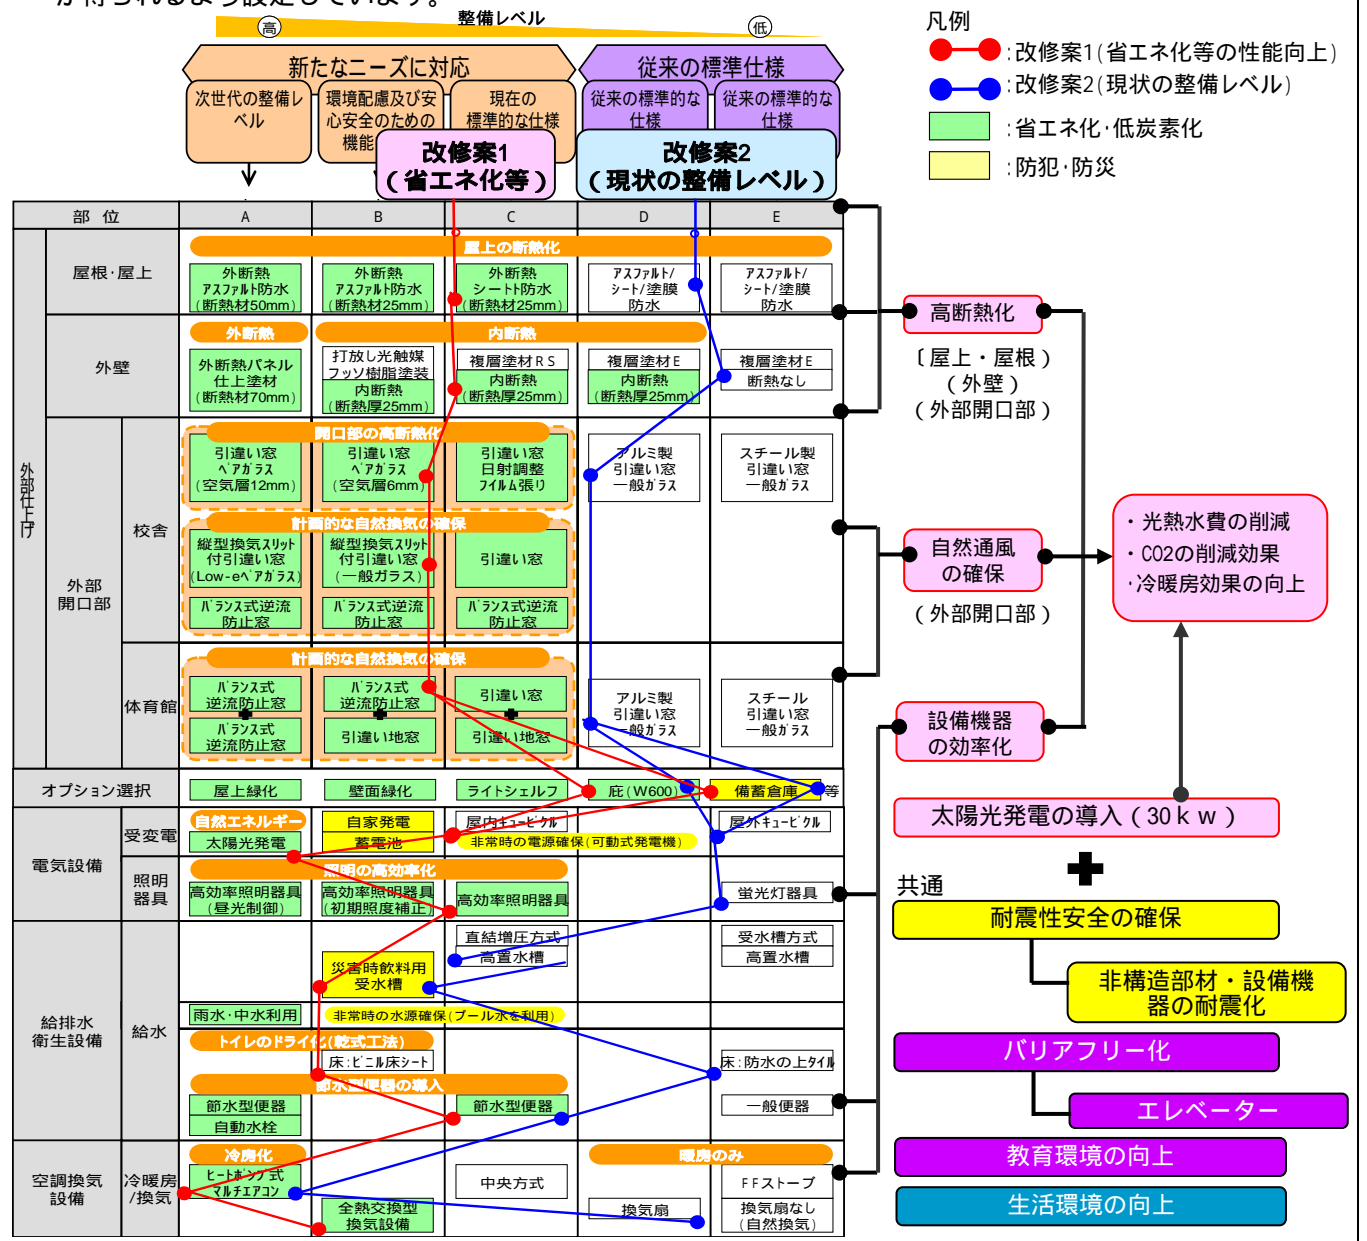 が得られるよう設定しています。
整備レベル
高
低
凡例
:改修案1(省エネ化等の性能向上)
:改修案2(現状の整備レベル)
:省エネ化・低炭素化
:防犯・防災
新たなニーズに対応
従来の標準仕様
次世代の整備レ
ベル
環境配慮及び安
心安全のための
機能
現在の
標準的な仕様
従来の標準的な
仕様
従来の標準的な
仕様
改修案1
(省エネ化等)
改修案2
(現状の整備レベル)
部 位
A
B
C
D
E
外部仕上げ
屋根・屋上
屋上の断熱化
外断熱
アスファルト防水
(断熱材50mm)
外断熱
アスファルト防水
(断熱材25mm)
外断熱
シート防水
(断熱材25mm)
アスファルト/
シート/塗膜
防水
アスファルト/
シート/塗膜
防水
外壁
外断熱
内断熱
外断熱パネル
仕上塗材
(断熱材70mm)
打放し光触媒
フッソ樹脂塗装
内断熱
(断熱厚25mm)
複層塗材RS
内断熱
(断熱厚25mm)
複層塗材E
内断熱
(断熱厚25mm)
複層塗材E
断熱なし
外部
開口部
校舎
開口部の高断熱化
引違い窓
ペアガラス
(空気層12mm)
引違い窓
ペアガラス
(空気層6mm)
引違い窓
日射調整
フイルム張り
アルミ製
引違い窓
一般ガラス
スチール製
引違い窓
一般ガラス
計画的な自然換気の確保
縦型換気スリット
付引違い窓
(Low-eペアガラス)
縦型換気スリット
付引違い窓
(一般ガラス)
引違い窓
バランス式逆流
防止窓
バランス式逆流
防止窓
バランス式逆流
防止窓
体育館
計画的な自然換気の確保
バランス式
逆流防止窓
バランス式
逆流防止窓
バランス式
逆流防止窓
引違い地窓
引違い窓
引違い地窓
アルミ製
引違い窓
一般ガラス
スチール
引違い窓
一般ガラス
オプション選択
屋上緑化
壁面緑化
ライトシェルフ
庇(W600)
備蓄倉庫
等
電気設備
受変電
自然エネルギー
太陽光発電
自家発電
蓄電池
屋内キュービクル
非常時の電源確保(可動式発電機)
屋外キュービクル
照明
器具
照明の高効率化
高効率照明器具
(昼光制御)
高効率照明器具
(初期照度補正)
高効率照明器具
蛍光灯器具
給排水
衛生設備
給水
直結増圧方式
高置水槽
受水槽方式
高置水槽
災害時飲料用
受水槽
雨水・中水利用
非常時の水源確保(プール水を利用)
トイレのドライ化(乾式工法)
床:ビニル床シート
床:防水の上タイル
節水型便器の導入
節水型便器
自動水栓
節水型便器
一般便器
空調換気
設備
冷暖房
/換気
冷房化
暖房のみ
ヒートポンプ式
マルチエアコン
中央方式
FFストーブ
全熱交換型
換気設備
換気扇
換気扇なし
(自然換気)
高断熱化
〔屋上・屋根)
(外壁)
(外部開口部)
自然通風
の確保
(外部開口部)
設備機器
の効率化
・光熱水費の削減
・CO2の削減効果
・冷暖房効果の向上
太陽光発電の導入(30kw)
共通
耐震性安全の確保
非構造部材・設備機
器の耐震化
バリアフリー化
エレベーター
教育環境の向上
生活環境の向上